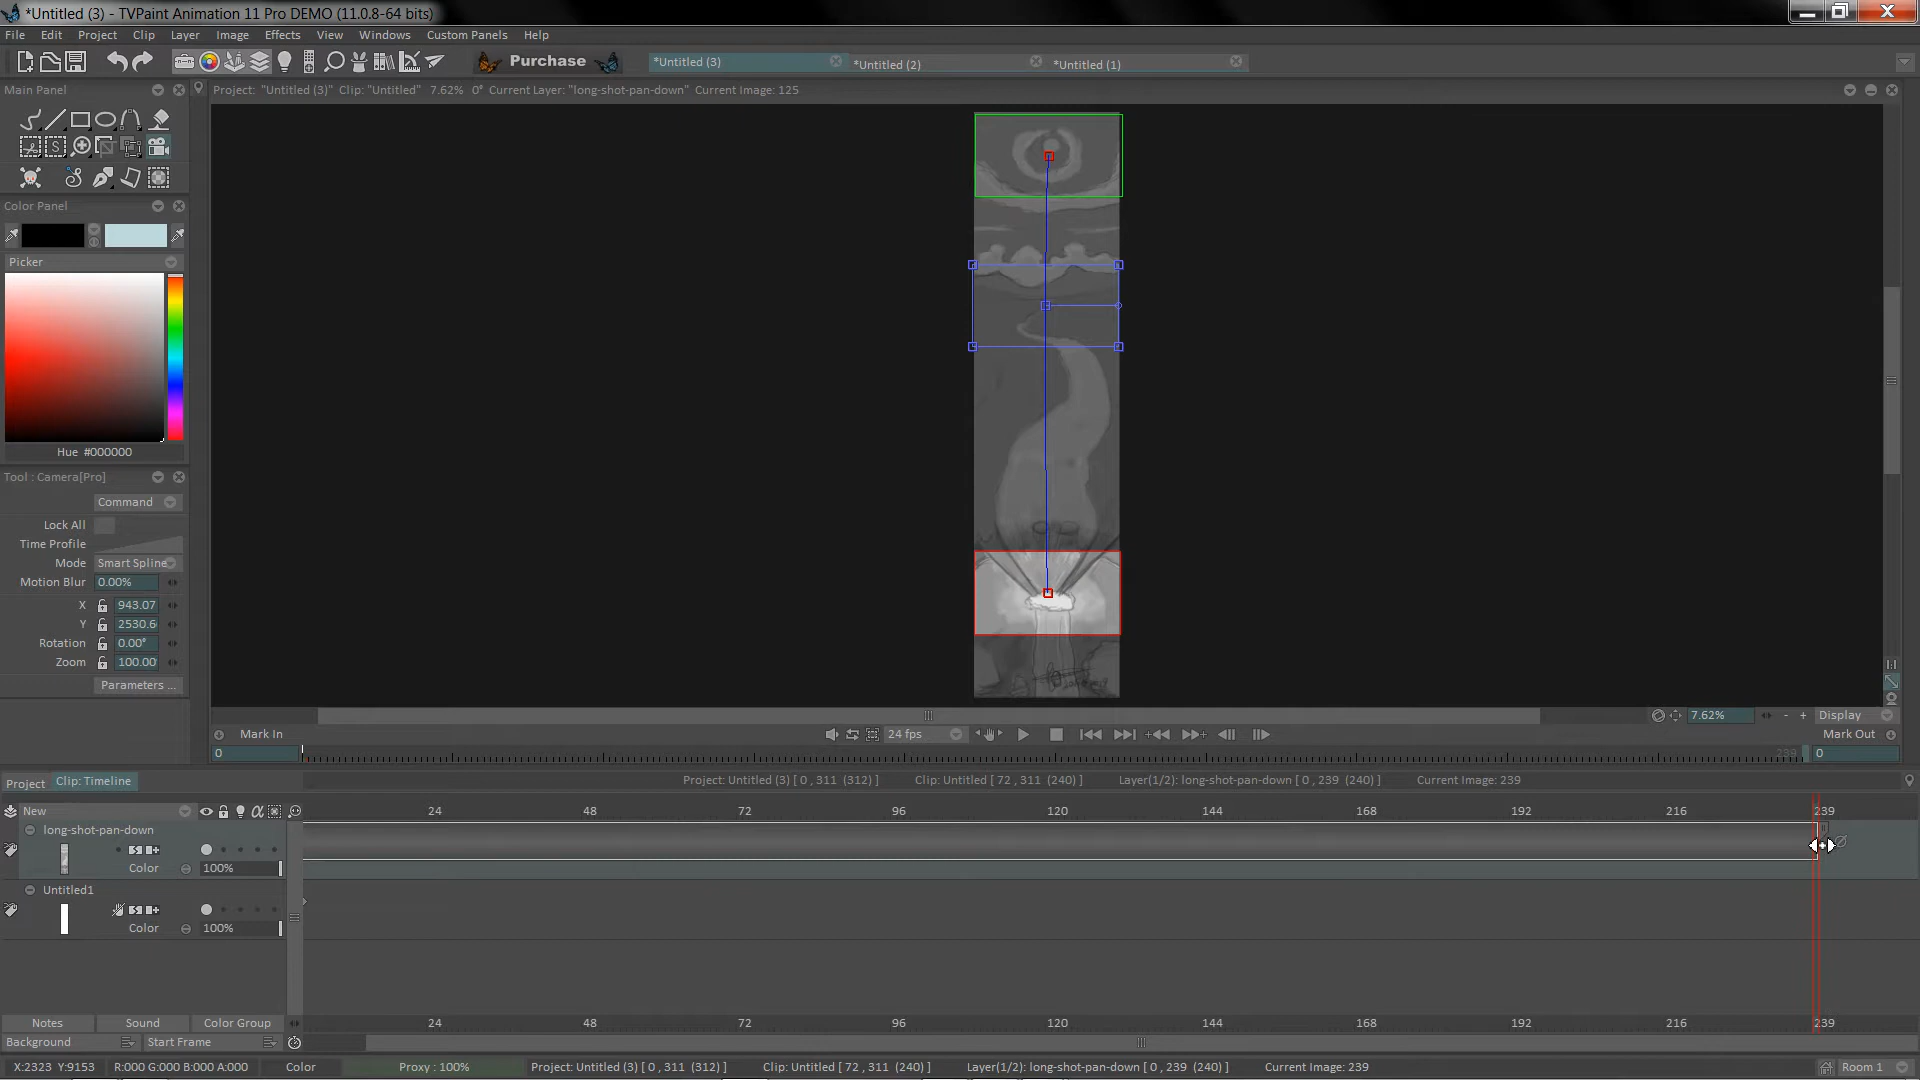 *Untitled (3) - TVPaint Animation 11 Pro DEMO (11.0.8-64 bits)
File Edit Project Clip Layer Image Effects View Windows Custom Panels Help
Purchase *Untitled (3) *Untitled (2) *Untitled (1)
Main Panel
Project: "Untitled (3)" Clip: "Untitled" 7.62% 0° Current Layer: "long-shot-pan-down" Current Image: 125
Color Panel
Picker
Hue #000000
Tool : Camera[Pro]
Command
Lock All
Time Profile
Mode Smart Spline
Motion Blur 0.00%
X 943.07
Y 2530.6
Rotation 0.00°
Zoom 100.00
Parameters ...
1:1
7.62% - + Display
Mark In 24 fps Mark Out
0 239 0
Project Clip: Timeline Project: Untitled (3) [ 0 , 311 (312) ] Clip: Untitled [ 72 , 311 (240) ] Layer(1/2): long-shot-pan-down [ 0 , 239 (240) ] Current Image: 239
New 24 48 72 96 120 144 168 192 216 239
long-shot-pan-down
Color 100%
Untitled1
Color 100%
Notes Sound Color Group 24 48 72 96 120 144 168 192 216 239
Background Start Frame
X:2323 Y:9153 R:000 G:000 B:000 A:000 Color Proxy : 100% Project: Untitled (3) [ 0 , 311 (312) ] Clip: Untitled [ 72 , 311 (240) ] Layer(1/2): long-shot-pan-down [ 0 , 239 (240) ] Current Image: 239 Room 1